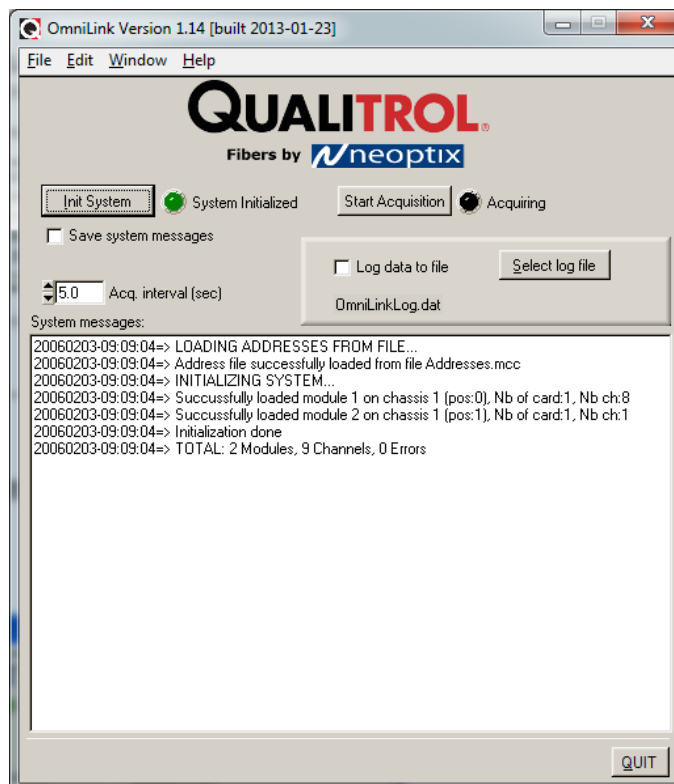 OmniLink Version 1.14 [built 2013-01-23]
File Edit Window Help
QUALITROL®
Fibers by neoptix
Init System System Initialized Start Acquisition Acquiring
Save system messages
Log data to file Select log file
5.0 Acq. interval (sec)
OmniLinkLog.dat
System messages:
20060203-09:09:04=> LOADING ADDRESSES FROM FILE...
20060203-09:09:04=> Address file successfully loaded from file Addresses.mcc
20060203-09:09:04=> INITIALIZING SYSTEM...
20060203-09:09:04=> Succussfully loaded module 1 on chassis 1 (pos:0), Nb of card:1, Nb ch:8
20060203-09:09:04=> Succussfully loaded module 2 on chassis 1 (pos:1), Nb of card:1, Nb ch:1
20060203-09:09:04=> Initialization done
20060203-09:09:04=> TOTAL: 2 Modules, 9 Channels, 0 Errors
QUIT